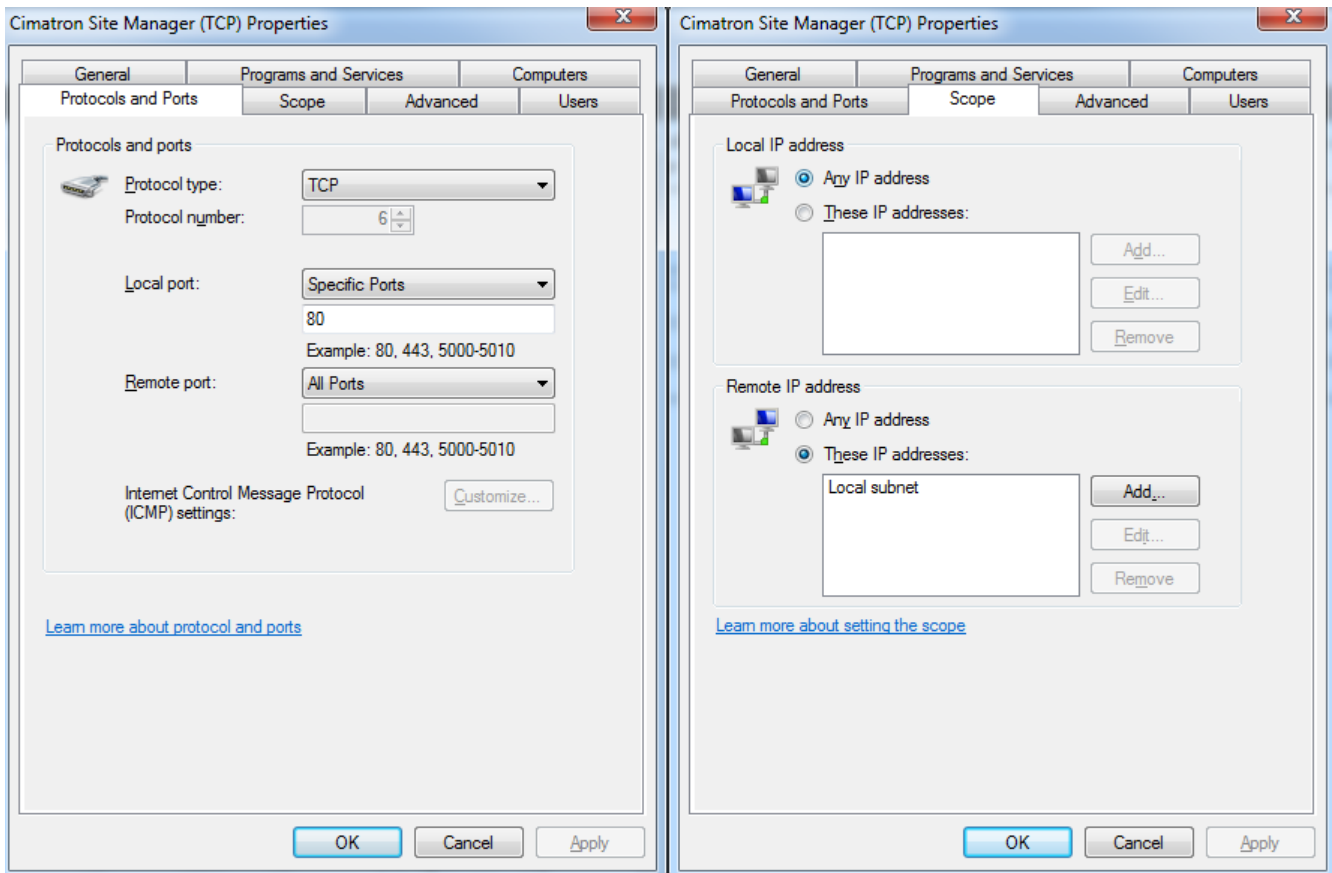 Cimatron Site Manager (TCP) Properties
X
General
Programs and Services
Computers
Protocols and Ports
Scope
Advanced
Users
Protocols and ports
Protocol type:
TCP
Protocol number:
6
Local port:
Specific Ports
80
Example: 80, 443, 5000-5010
Remote port:
All Ports
Example: 80, 443, 5000-5010
Internet Control Message Protocol
(ICMP) settings:
Customize...
Learn more about protocol and ports
OK
Cancel
Apply
Cimatron Site Manager (TCP) Properties
X
General
Programs and Services
Computers
Protocols and Ports
Scope
Advanced
Users
Local IP address
Any IP address
These IP addresses:
Add...
Edit...
Remove
Remote IP address
Any IP address
These IP addresses:
Local subnet
Add...
Edit...
Remove
Learn more about setting the scope
OK
Cancel
Apply